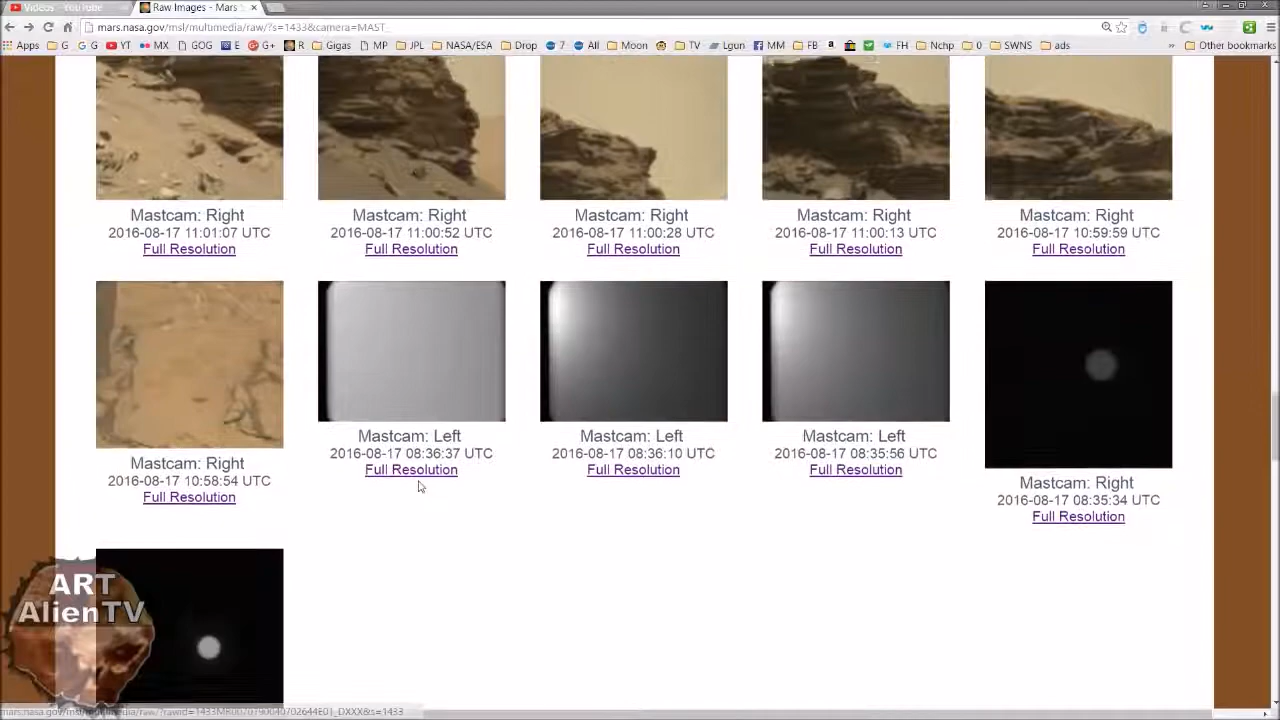 Videos - YouTube
Raw Images - Mars
mars.nasa.gov/msl/multimedia/raw/?s=1433&camera=MAST_
Apps G G YT MX GOG E G+ R Gigas MP JPL NASA/ESA Drop 7 All Moon TV Lgun MM FB FH Nchp 0 SWNS ads » Other bookmarks
Mastcam: Right
2016-08-17 11:01:07 UTC
Full Resolution
Mastcam: Right
2016-08-17 11:00:52 UTC
Full Resolution
Mastcam: Right
2016-08-17 11:00:28 UTC
Full Resolution
Mastcam: Right
2016-08-17 11:00:13 UTC
Full Resolution
Mastcam: Right
2016-08-17 10:59:59 UTC
Full Resolution
Mastcam: Right
2016-08-17 10:58:54 UTC
Full Resolution
Mastcam: Left
2016-08-17 08:36:37 UTC
Full Resolution
Mastcam: Left
2016-08-17 08:36:10 UTC
Full Resolution
Mastcam: Left
2016-08-17 08:35:56 UTC
Full Resolution
Mastcam: Right
2016-08-17 08:35:34 UTC
Full Resolution
ART
AlienTV